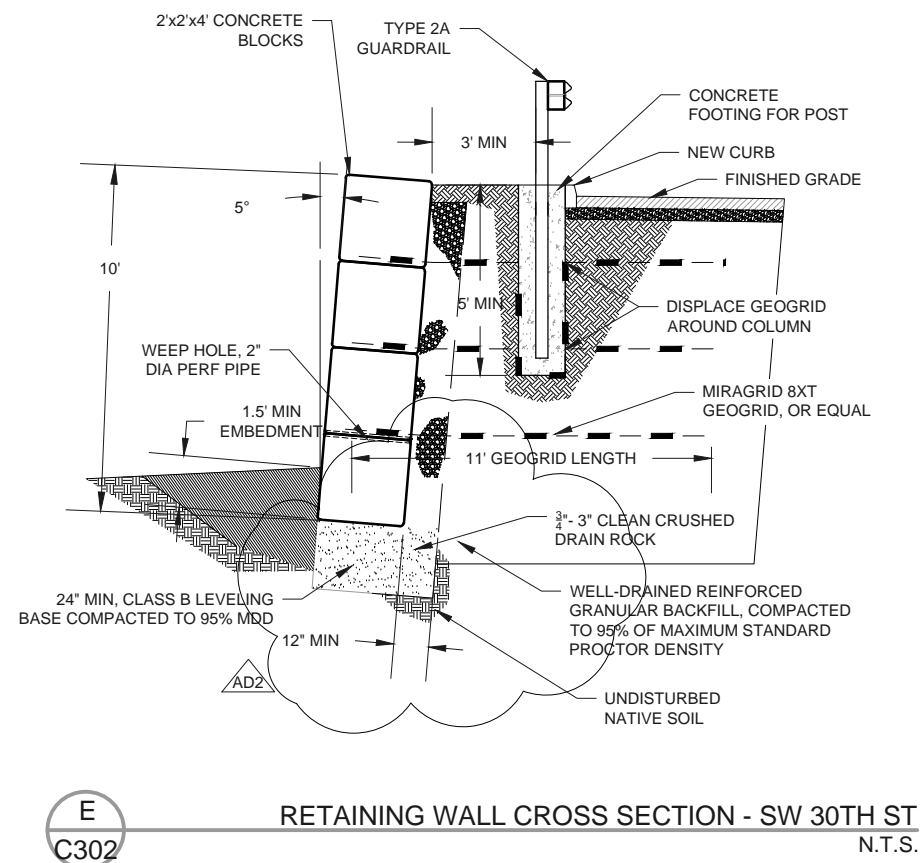 2'x2'x4' CONCRETE
BLOCKS
TYPE 2A
GUARDRAIL
CONCRETE
FOOTING FOR POST
3' MIN
NEW CURB
FINISHED GRADE
5°
10'
5' MIN
DISPLACE GEOGRID
AROUND COLUMN
WEEP HOLE, 2"
DIA PERF PIPE
MIRAGRID 8XT
GEOGRID, OR EQUAL
1.5' MIN
EMBEDMENT
11' GEOGRID LENGTH
3/4"- 3" CLEAN CRUSHED
DRAIN ROCK
24" MIN, CLASS B LEVELING
BASE COMPACTED TO 95% MDD
WELL-DRAINED REINFORCED
GRANULAR BACKFILL, COMPACTED
TO 95% OF MAXIMUM STANDARD
PROCTOR DENSITY
12" MIN
AD2
UNDISTURBED
NATIVE SOIL
E
C302
RETAINING WALL CROSS SECTION - SW 30TH ST
N.T.S.